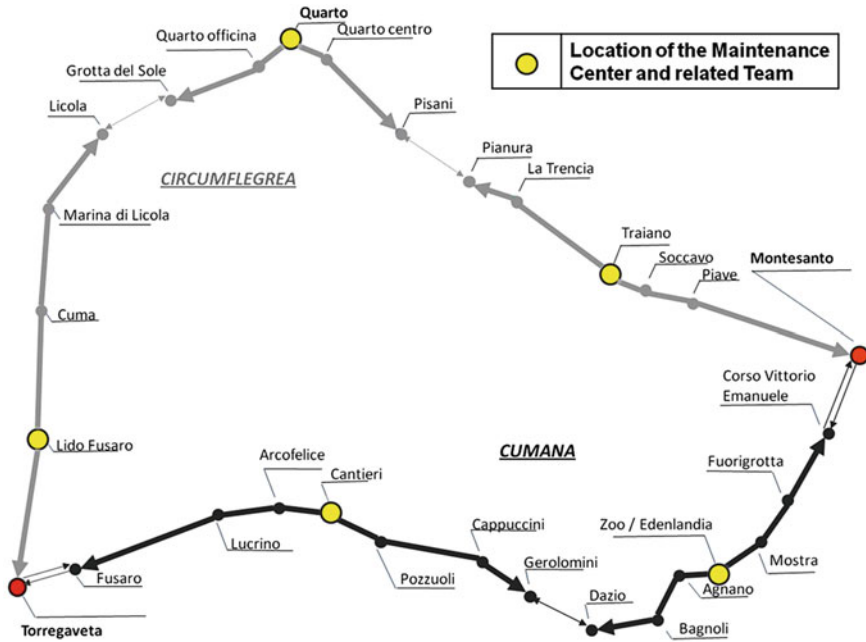 Quarto
Quarto officina
Quarto centro
Location of the Maintenance
Center and related Team
Grotta del Sole
Licola
Pisani
Pianura
CIRCUMFLEGREA
La Trencia
Marina di Licola
Traiano
Montesanto
Soccavo
Piave
Cuma
Corso Vittorio
Emanuele
Lido Fusaro
CUMANA
Arcofelice
Cantieri
Fuorigrotta
Cappuccini
Zoo / Edenlandia
Lucrino
Gerolomini
Mostra
Fusaro
Pozzuoli
Dazio
Agnano
Torregaveta
Bagnoli